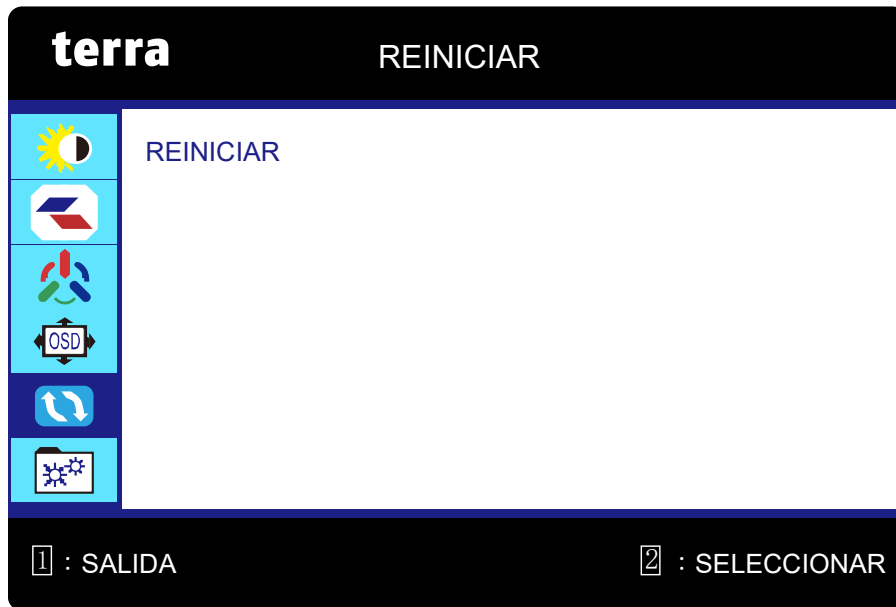 terra
REINICIAR
REINICIAR
OSD
1 : SALIDA
2 : SELECCIONAR